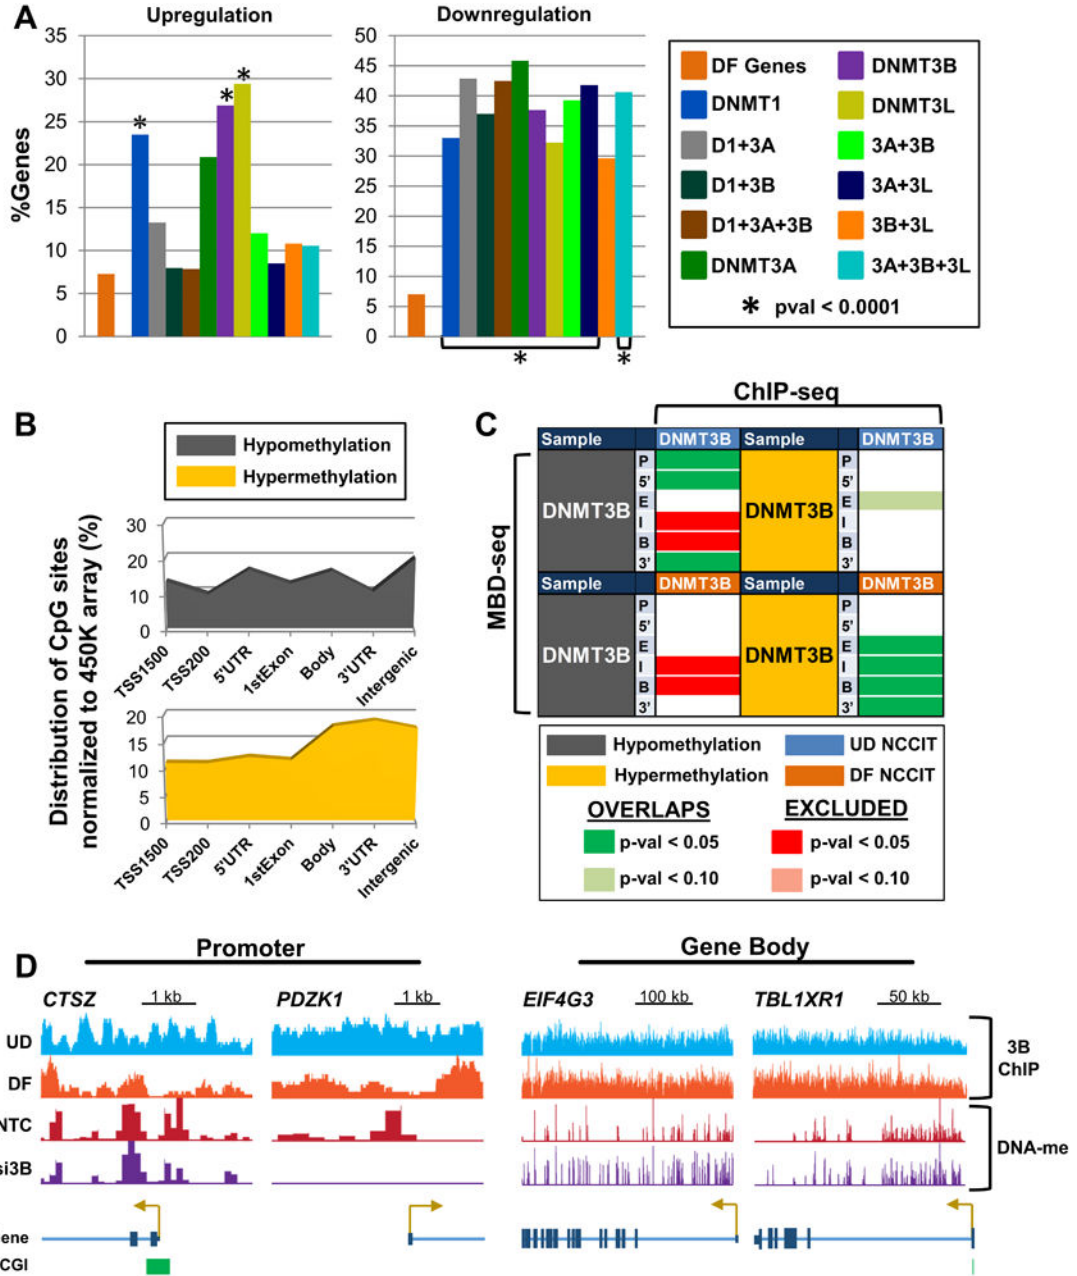 A
Upregulation
Downregulation
%Genes
35
30
25
20
15
10
5
0
*
*
*
50
45
40
35
30
25
20
15
10
5
0
*
*
DF Genes
DNMT1
D1+3A
D1+3B
D1+3A+3B
DNMT3A
DNMT3B
DNMT3L
3A+3B
3A+3L
3B+3L
3A+3B+3L
* pval < 0.0001
B
Hypomethylation
Hypermethylation
Distribution of CpG sites
normalized to 450K array (%)
30
20
10
0
TSS1500
TSS200
5'UTR
1stExon
Body
3'UTR
Intergenic
20
15
10
5
0
TSS1500
TSS200
5'UTR
1stExon
Body
3'UTR
Intergenic
C
ChIP-seq
MBD-seq
Sample DNMT3B Sample DNMT3B
DNMT3B
P
5'
E
I
B
3'
DNMT3B
P
5'
E
I
B
3'
Sample DNMT3B Sample DNMT3B
DNMT3B
P
5'
E
I
B
3'
DNMT3B
P
5'
E
I
B
3'
Hypomethylation
Hypermethylation
UD NCCIT
DF NCCIT
OVERLAPS
p-val < 0.05
p-val < 0.10
EXCLUDED
p-val < 0.05
p-val < 0.10
D
Promoter
Gene Body
CTSZ
1 kb
PDZK1
1 kb
EIF4G3
100 kb
TBL1XR1
50 kb
UD
DF
NTC
si3B
ene
CGI
3B
ChIP
DNA-me